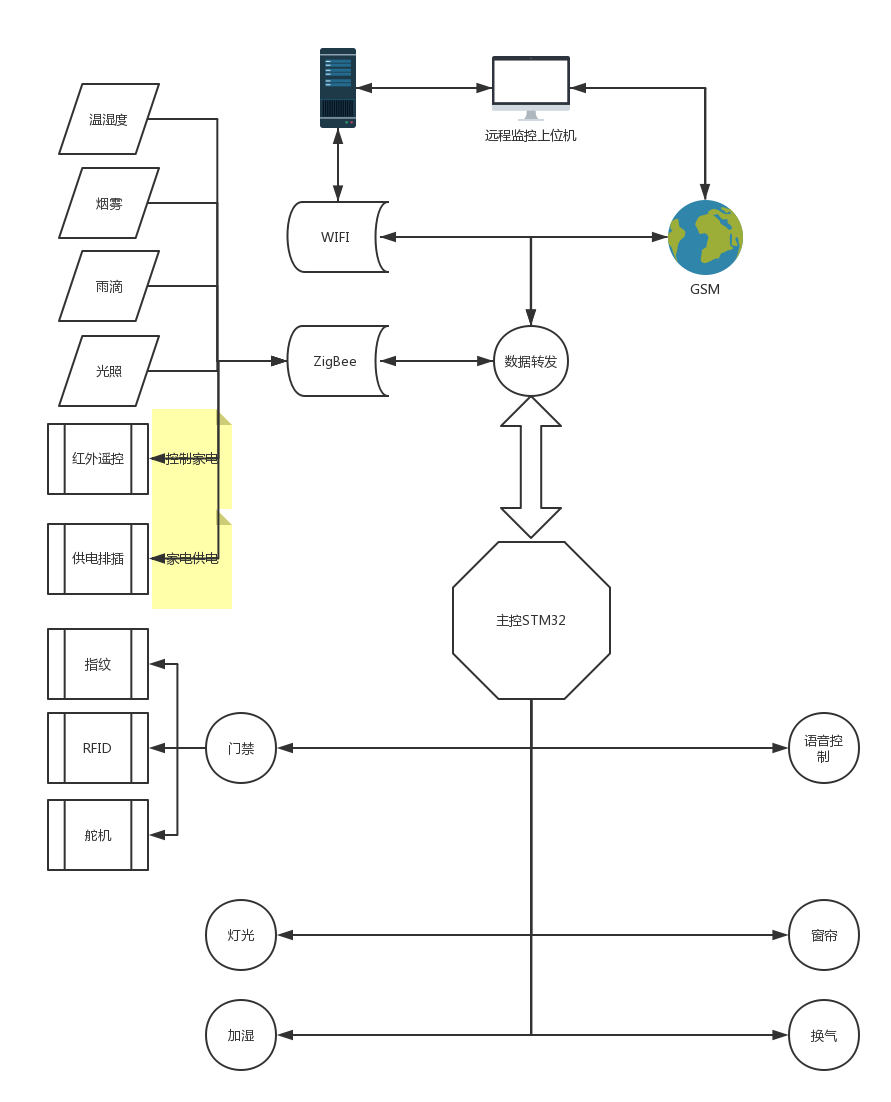 远程监控上位机
温湿度
烟雾
WIFI
GSM
雨滴
ZigBee
数据转发
光照
红外遥控
控制家电
供电排插
家电供电
主控STM32
指纹
RFID
门禁
语音控
制
舵机
灯光
窗帘
加湿
换气